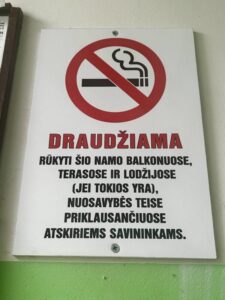 DRAUDŽIAMA
RŪKYTI ŠIO NAMO BALKONUOSE,
TERASOSE IR LODŽIJOSE
(JEI TOKIOS YRA),
NUOSAVYBĖS TEISE
PRIKLAUSANČIUOSE
ATSKIRIEMS SAVININKAMS.